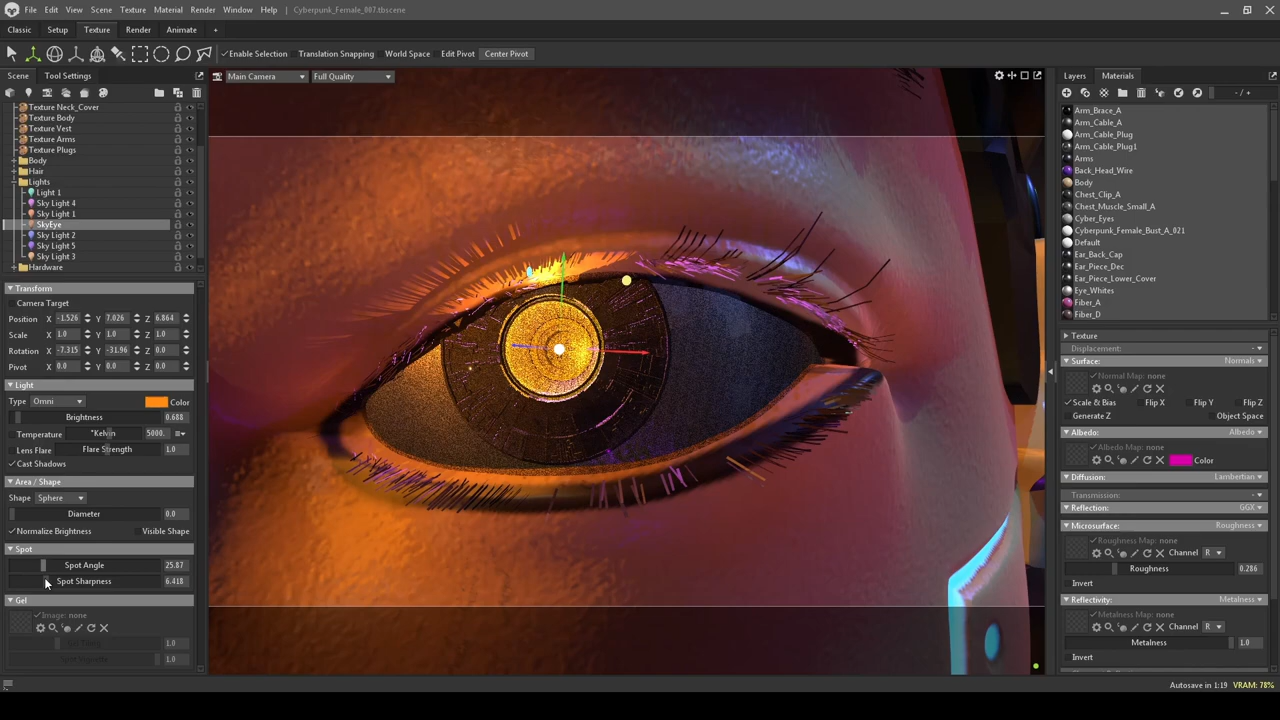 File Edit View Scene Texture Material Render Window Help Cyberpunk_Female_007.tbscene
Classic Setup Texture Render Animate +
Enable Selection Translation Snapping World Space Edit Pivot Center Pivot
Scene Tool Settings
Main Camera Full Quality
Layers Materials
- / +
Texture Neck_Cover
Texture Body
Texture Vest
Texture Arms
Texture Plugs
Body
Hair
Lights
Light 1
Sky Light 4
Sky Light 1
SkyEye
Sky Light 2
Sky Light 5
Sky Light 3
Hardware
Transform
Camera Target
Position X -1.526 Y 7.026 Z 6.864
Scale X 1.0 Y 1.0 Z 1.0
Rotation X -7.315 Y -31.96 Z 0.0
Pivot X 0.0 Y 0.0 Z 0.0
Light
Type Omni Color
Brightness 0.688
Temperature °Kelvin 5000.
Lens Flare Flare Strength 1.0
Cast Shadows
Area / Shape
Shape Sphere
Diameter 0.0
Normalize Brightness Visible Shape
Spot
Spot Angle 25.87
Spot Sharpness 6.418
Gel
Image: none
1.0
1.0
Arm_Brace_A
Arm_Cable_A
Arm_Cable_Plug
Arm_Cable_Plug1
Arms
Back_Head_Wire
Body
Chest_Clip_A
Chest_Muscle_Small_A
Cyber_Eyes
Cyberpunk_Female_Bust_A_021
Default
Ear_Back_Cap
Ear_Piece_Dec
Ear_Piece_Lower_Cover
Eye_Whites
Fiber_A
Fiber_D
Texture
Displacement:
Surface: Normals
Normal Map: none
Scale & Bias Flip X Flip Y Flip Z
Generate Z Object Space
Albedo: Albedo
Albedo Map: none
Color
Diffusion: Lambertian
Transmission:
Reflection: GGX
Microsurface: Roughness
Roughness Map: none
Channel R
Roughness 0.286
Invert
Reflectivity: Metalness
Metalness Map: none
Channel R
Metalness 1.0
Invert
Autosave in 1:19 VRAM: 78%